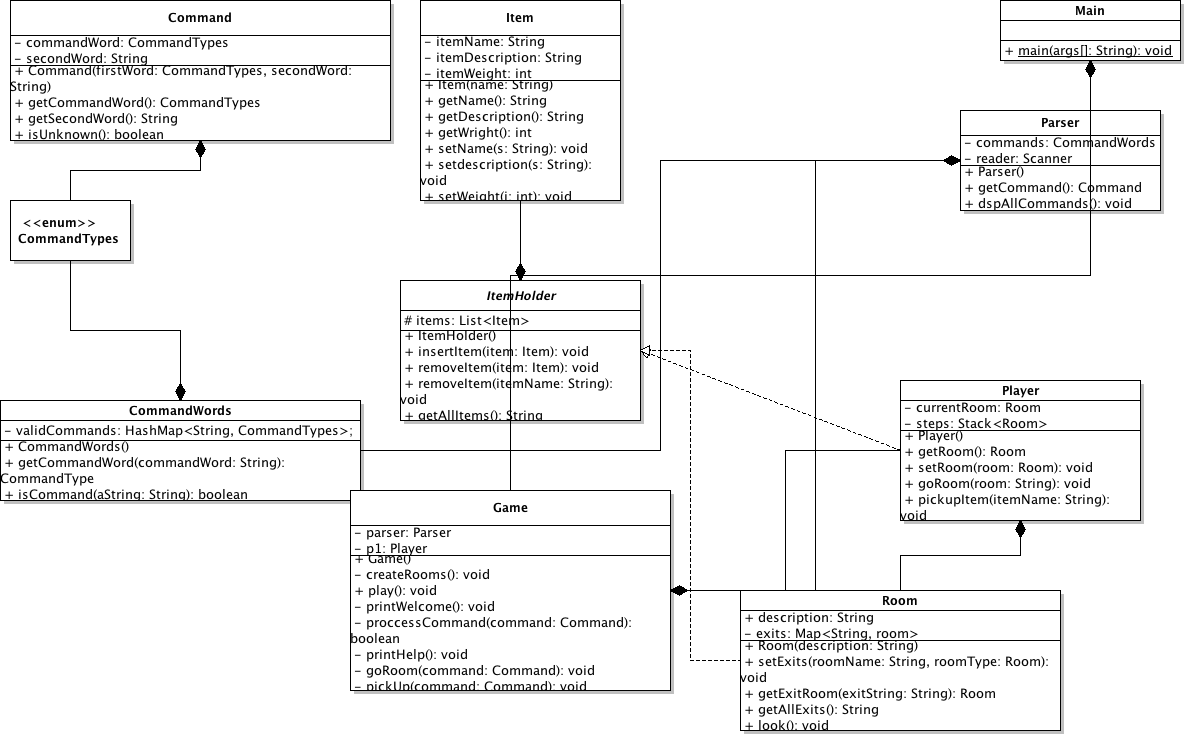 Command
- commandWord: CommandTypes
- secondWord: String
+ Command(firstWord: CommandTypes, secondWord:
String)
+ getCommandWord(): CommandTypes
+ getSecondWord(): String
+ isUnknown(): boolean
Item
- itemName: String
- itemDescription: String
- itemWeight: int
+ Item(name: String)
+ getName(): String
+ getDescription(): String
+ getWright(): int
+ setName(s: String): void
+ setdescription(s: String):
void
+ setWeight(i: int): void
Main
+ main(args[]: String): void
Parser
- commands: CommandWords
- reader: Scanner
+ Parser()
+ getCommand(): Command
+ dspAllCommands(): void
<<enum>>
CommandTypes
ItemHolder
# items: List<Item>
+ ItemHolder()
+ insertItem(item: Item): void
+ removeItem(item: Item): void
+ removeItem(itemName: String):
void
+ getAllItems(): String
Player
- currentRoom: Room
- steps: Stack<Room>
+ Player()
+ getRoom(): Room
+ setRoom(room: Room): void
+ goRoom(room: String): void
+ pickupItem(itemName: String):
void
CommandWords
- validCommands: HashMap<String, CommandTypes>;
+ CommandWords()
+ getCommandWord(commandWord: String):
CommandType
+ isCommand(aString: String): boolean
Game
- parser: Parser
- p1: Player
+ Game()
- createRooms(): void
+ play(): void
- printWelcome(): void
- proccessCommand(command: Command):
boolean
- printHelp(): void
- goRoom(command: Command): void
- pickUp(command: Command): void
Room
+ description: String
- exits: Map<String, room>
+ Room(description: String)
+ setExits(roomName: String, roomType: Room):
void
+ getExitRoom(exitString: String): Room
+ getAllExits(): String
+ look(): void